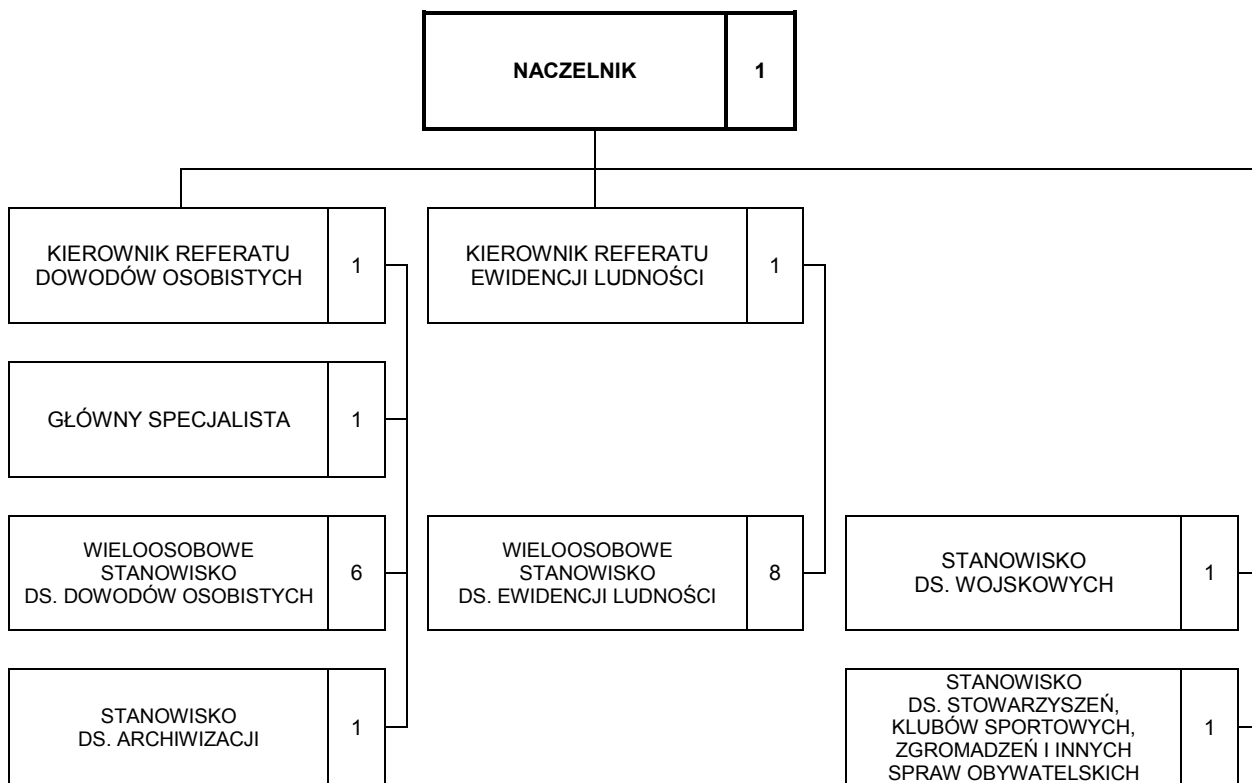 NACZELNIK 1
KIEROWNIK REFERATU
DOWODÓW OSOBISTYCH
1
KIEROWNIK REFERATU
EWIDENCJI LUDNOŚCI
1
GŁÓWNY SPECJALISTA 1
WIELOOSOBOWE
STANOWISKO
DS. DOWODÓW OSOBISTYCH
6
WIELOOSOBOWE
STANOWISKO
DS. EWIDENCJI LUDNOŚCI
8
STANOWISKO
DS. WOJSKOWYCH
1
STANOWISKO
DS. ARCHIWIZACJI
1
STANOWISKO
DS. STOWARZYSZEŃ,
KLUBÓW SPORTOWYCH,
ZGROMADZEŃ I INNYCH
SPRAW OBYWATELSKICH
1